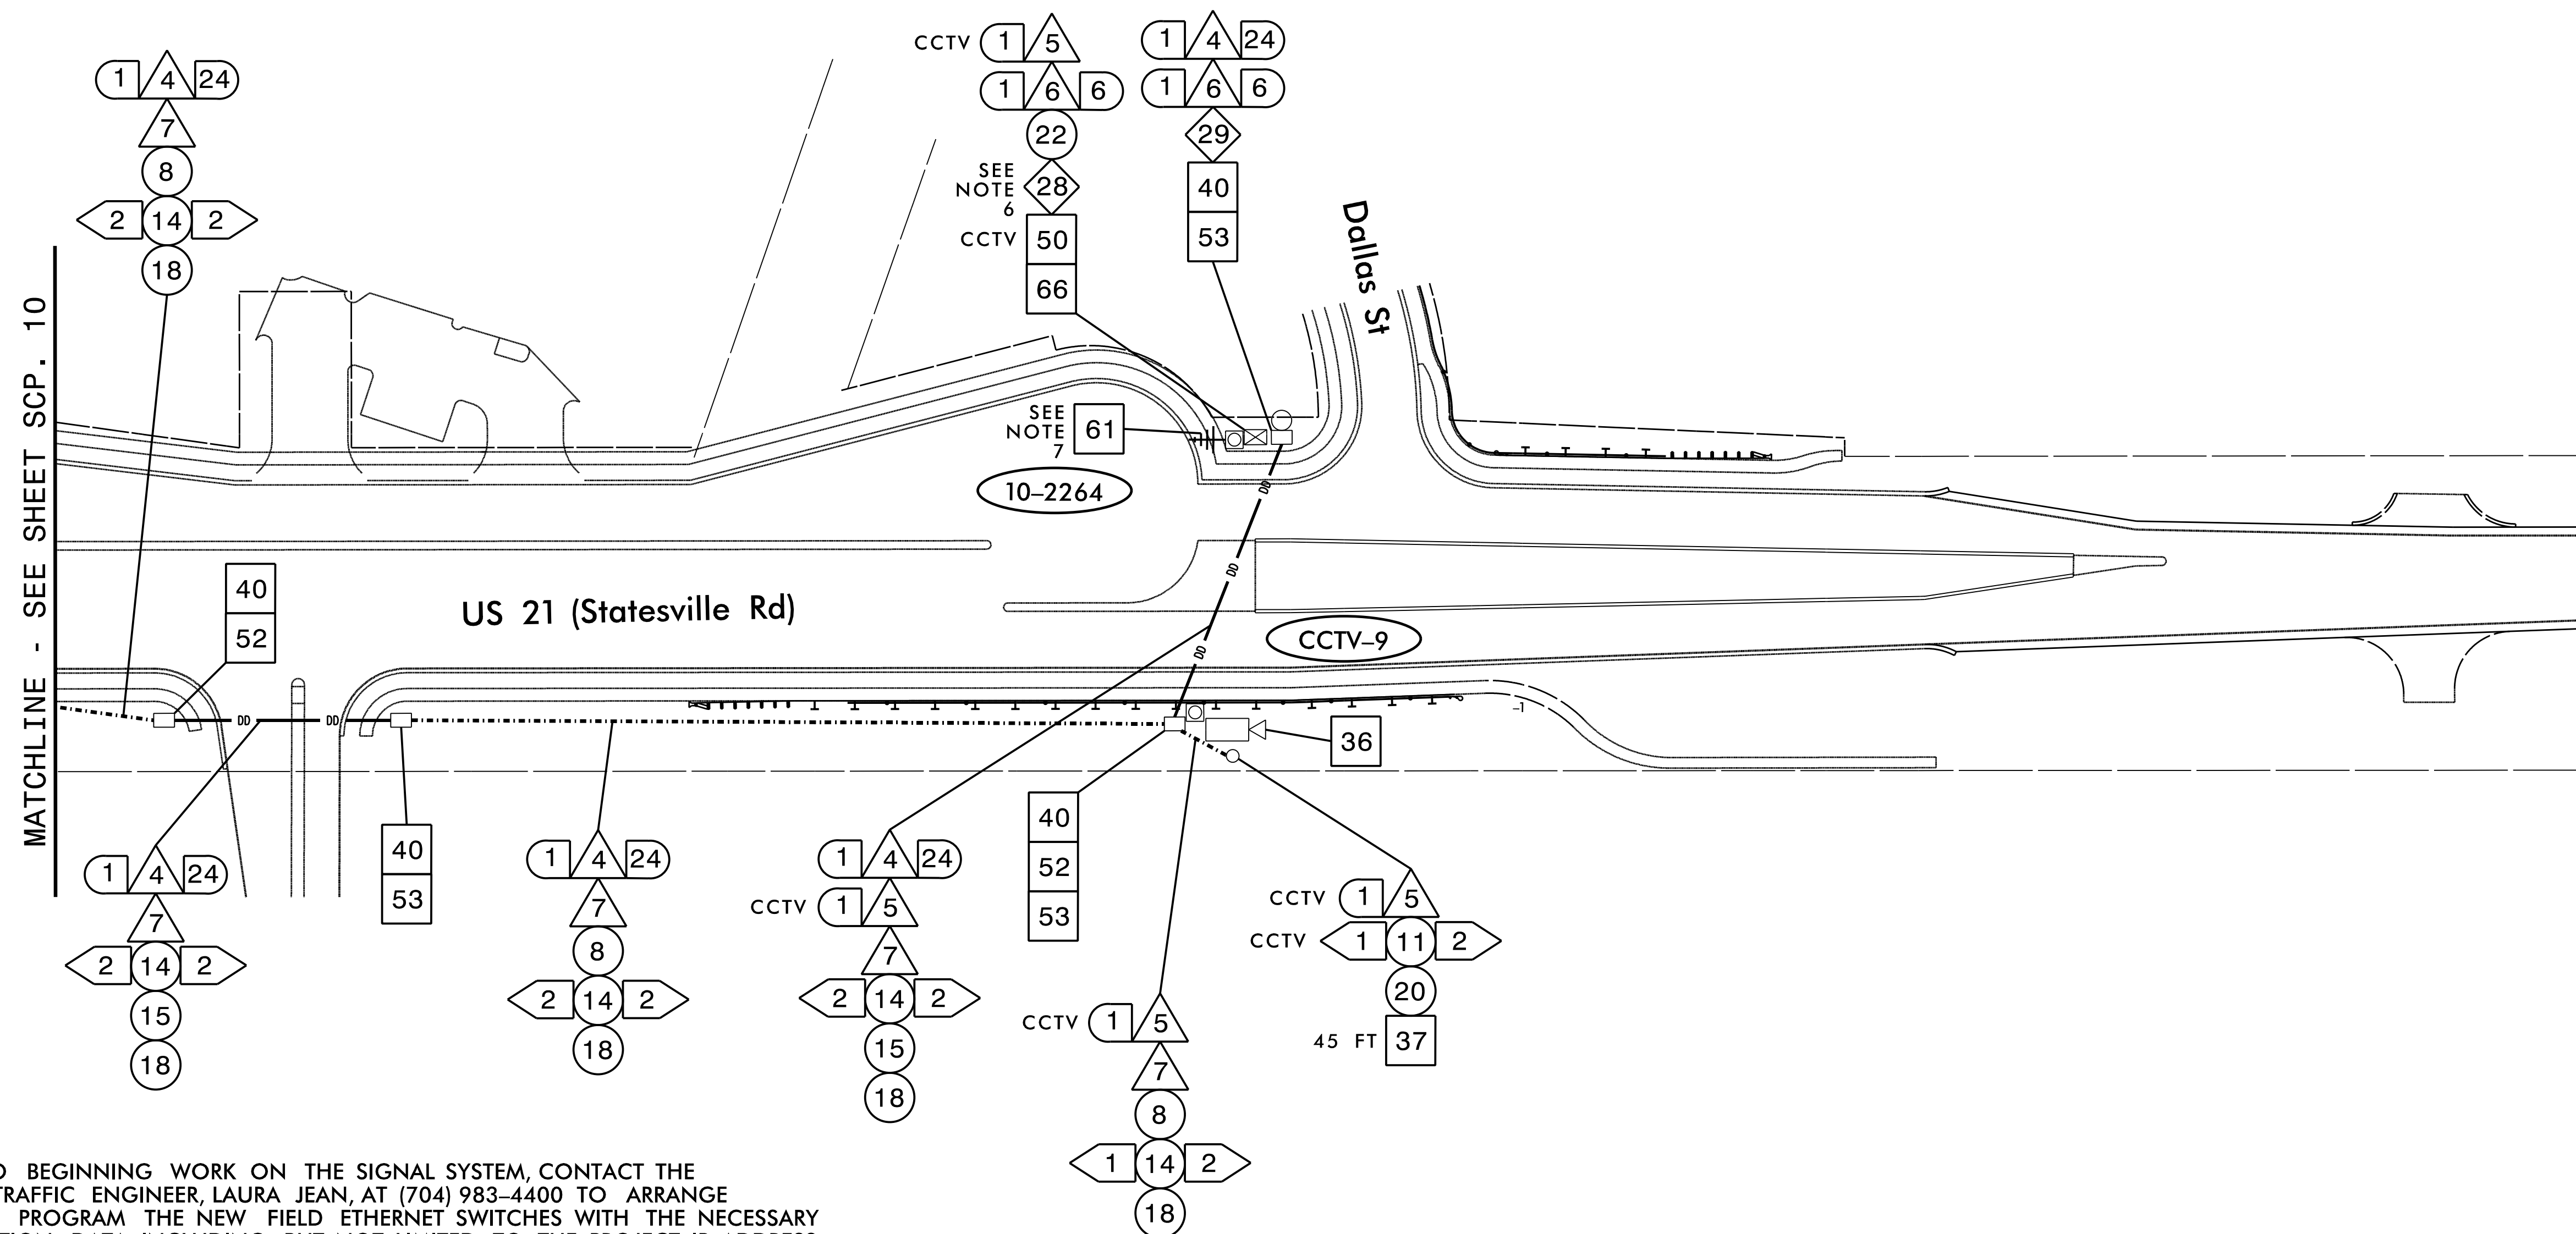 1 4 24
7
8
2 14 2
18
CCTV 1 5
1 6 6
22
SEE NOTE 6 28
CCTV 50
66
1 4 24
1 6 6
29
40
53
Dallas St
MATCHLINE - SEE SHEET SCP. 10
SEE NOTE 7 61
10-2264
DD
DD
DD
40
52
US 21 (Statesville Rd)
CCTV-9
DD
DD
36
1 4 24
7
2 14 2
15
18
40
53
1 4 24
7
8
2 14 2
18
1 4 24
CCTV 1 5
7
2 14 2
15
18
40
52
53
CCTV 1 5
7
8
1 14 2
18
CCTV 1 5
CCTV 1 11 2
20
45 FT 37
BEGINNING WORK ON THE SIGNAL SYSTEM, CONTACT THE
TRAFFIC ENGINEER, LAURA JEAN, AT (704) 983-4400 TO ARRANGE
PROGRAM THE NEW FIELD ETHERNET SWITCHES WITH THE NECESSARY